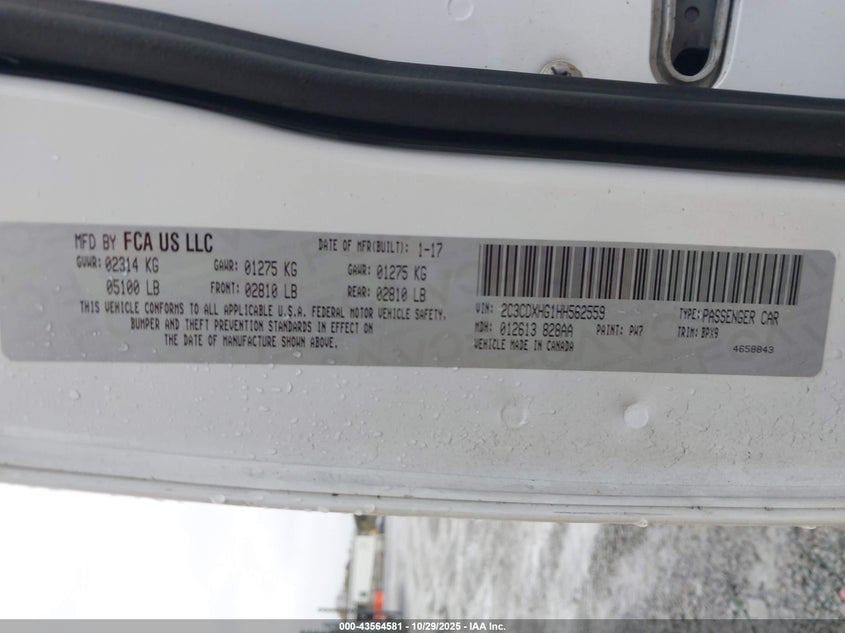 MFD BY FCA US LLC
DATE OF MFR(BUILT): 1-17
GVWR: 02314 KG GAWR: 01275 KG GAWR: 01275 KG
05100 LB FRONT: 02810 LB REAR: 02810 LB
THIS VEHICLE CONFORMS TO ALL APPLICABLE U.S.A. FEDERAL MOTOR VEHICLE SAFETY,
BUMPER AND THEFT PREVENTION STANDARDS IN EFFECT ON
THE DATE OF MANUFACTURE SHOWN ABOVE.
VIN: 2C3CDXHG1HH562559 TYPE: PASSENGER CAR
MDH: 012613 828AA PAINT: PW7 TRIM: BPX9
VEHICLE MADE IN CANADA 4658843
000-43564581 - 10/29/2025 - IAA Inc.